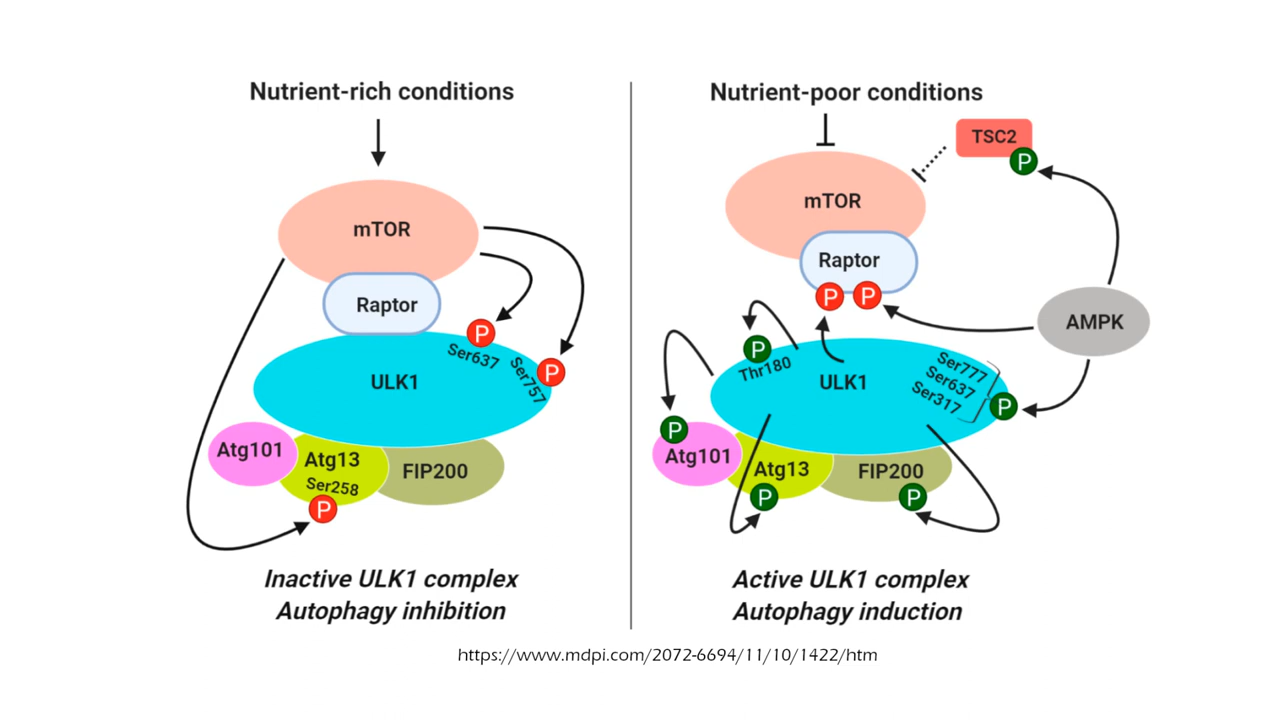 Nutrient-rich conditions
mTOR
Raptor
P
Ser637
P
Ser757
ULK1
Atg101
Atg13
Ser258
P
FIP200
Inactive ULK1 complex
Autophagy inhibition
Nutrient-poor conditions
TSC2
P
mTOR
Raptor
P P
AMPK
P
Thr180
ULK1
Ser777
Ser637
Ser317
P
P
Atg101
Atg13
P
FIP200
P
Active ULK1 complex
Autophagy induction
https://www.mdpi.com/2072-6694/11/10/1422/htm